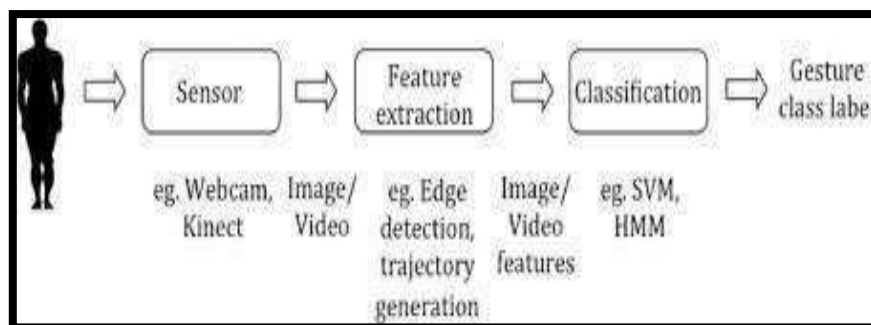 Sensor
Feature
extraction
Classification
Gesture
class label
eg. Webcam,
Kinect
Image/
Video
eg. Edge
detection,
trajectory
generation
Image/
Video
features
eg. SVM,
HMM